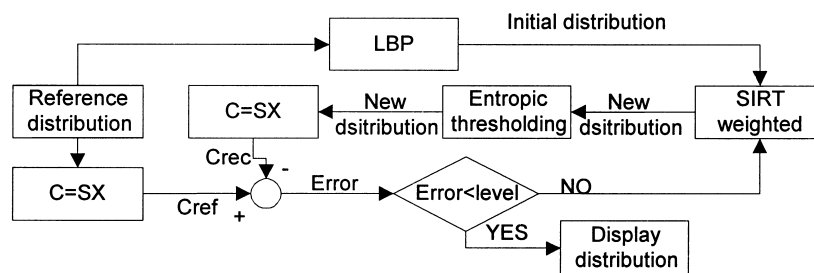 Initial distribution
LBP
Reference
distribution
C=SX
New
dsitribution
Entropic
thresholding
New
dsitribution
SIRT
weighted
Crec
-
C=SX
Cref
+
Error
Error<level
NO
YES
Display
distribution